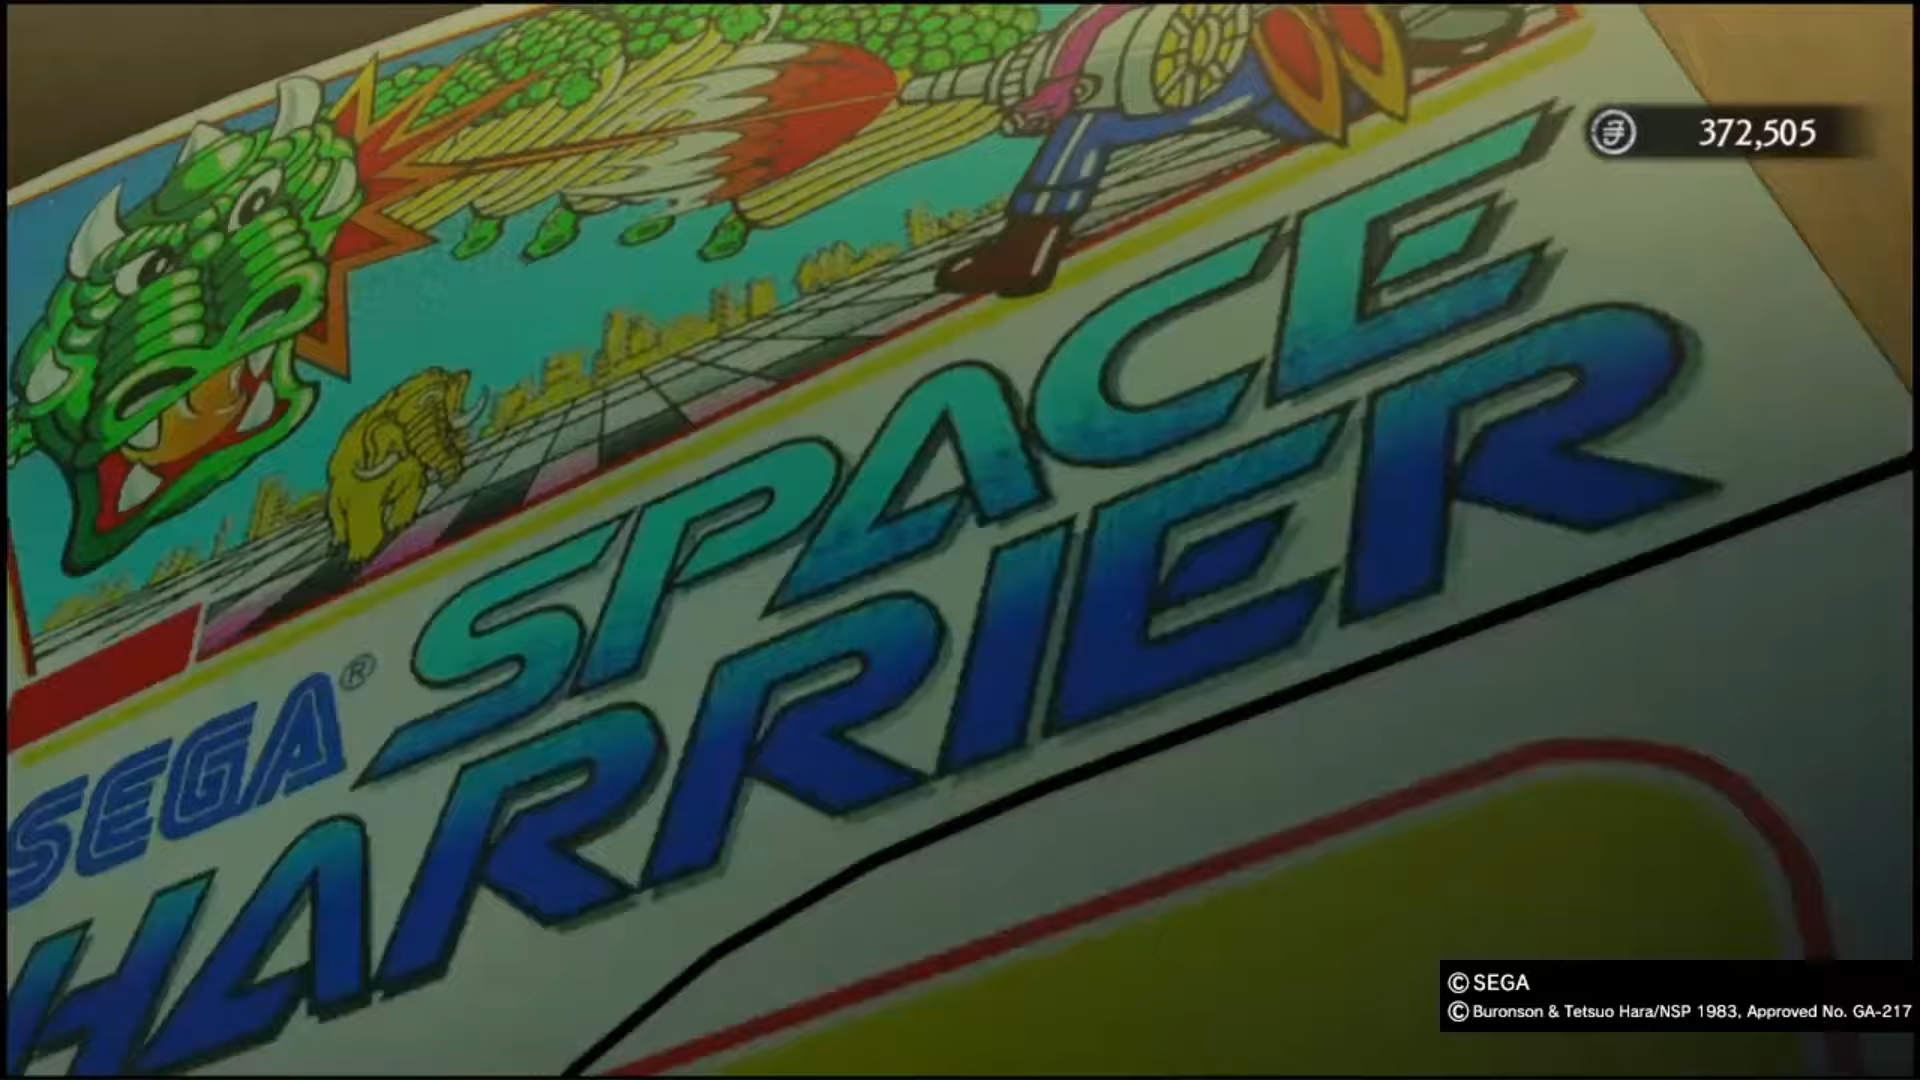 372,505
SPACE
SEGA®
HARRIER
©SEGA
©Buronson & Tetsuo Hara/NSP 1983, Approved No. GA-217